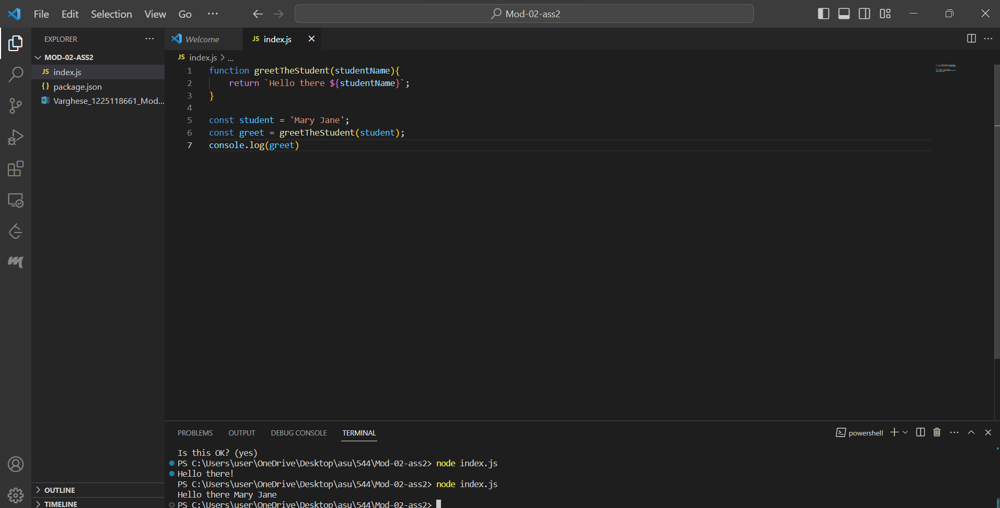 File Edit Selection View Go ···
Mod-02-ass2
EXPLORER ···
MOD-02-ASS2
JS index.js
{} package.json
Varghese_1225118661_Mod...
Welcome
JS index.js
JS index.js > ...
1 function greetTheStudent(studentName){
2     return `Hello there ${studentName}`;
3 }
4
5 const student = 'Mary Jane';
6 const greet = greetTheStudent(student);
7 console.log(greet)
PROBLEMS OUTPUT DEBUG CONSOLE TERMINAL
powershell
Is this OK? (yes)
PS C:\Users\user\OneDrive\Desktop\asu\544\Mod-02-ass2> node index.js
Hello there!
PS C:\Users\user\OneDrive\Desktop\asu\544\Mod-02-ass2> node index.js
Hello there Mary Jane
PS C:\Users\user\OneDrive\Desktop\asu\544\Mod-02-ass2>
OUTLINE
TIMELINE